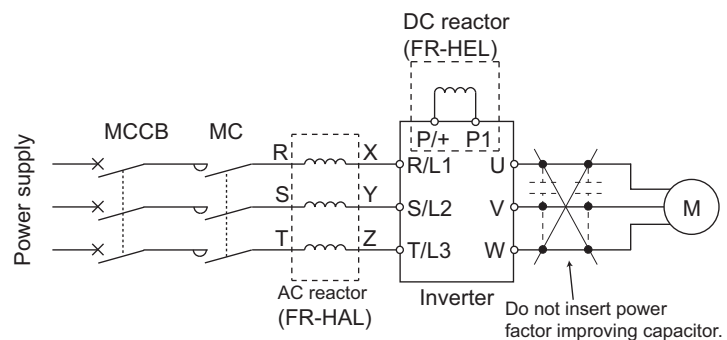 DC reactor
(FR-HEL)
P/+ P1
MCCB MC
Power supply
R X R/L1 U
S Y S/L2 V M
T Z T/L3 W
AC reactor
(FR-HAL)
Inverter
Do not insert power
factor improving capacitor.